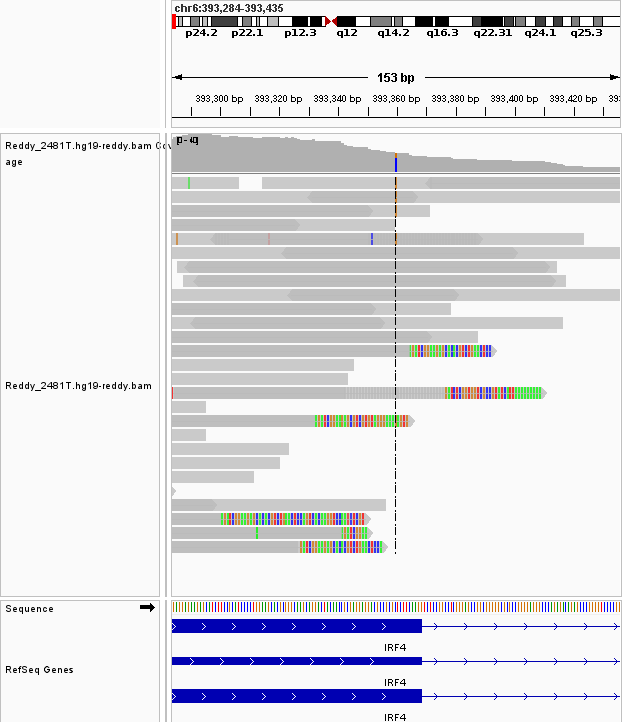 chr6:393,284-393,435
p24.2 p22.1 p12.3 q12 q14.2 q16.3 q22.31 q24.1 q25.3
153 bp
393,300 bp 393,320 bp 393,340 bp 393,360 bp 393,380 bp 393,400 bp 393,420 bp 39
Reddy_2481T.hg19-reddy.bam Cov
age
Reddy_2481T.hg19-reddy.bam
Sequence
IRF4
RefSeq Genes
IRF4
IRF4